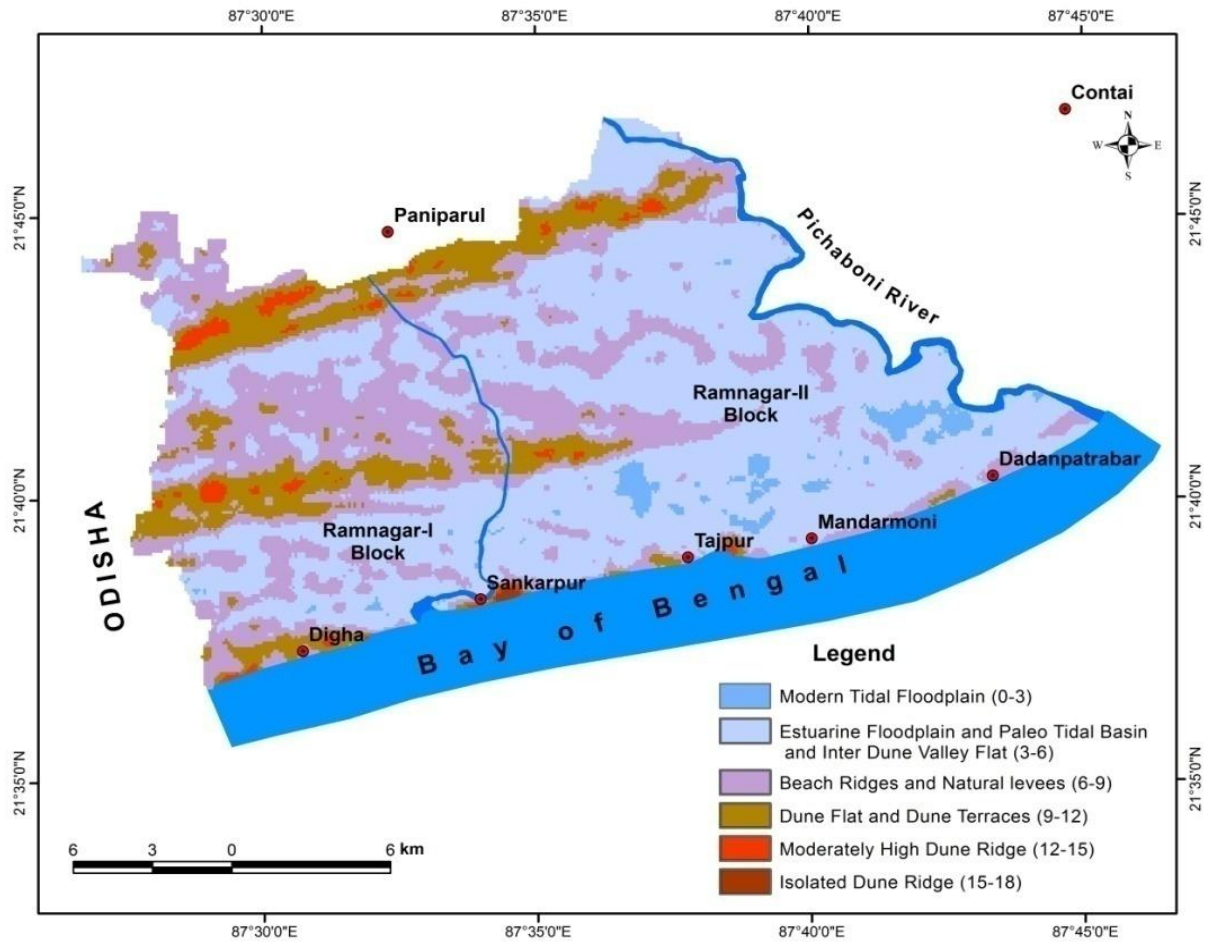 87°30'0"E 87°35'0"E 87°40'0"E 87°45'0"E
Contai
N
W E
S
21°45'0"N
Paniparul
21°45'0"N
Pichaboni River
Ramnagar-II
Block
Dadanpatrabar
21°40'0"N
21°40'0"N
ODISHA
Ramnagar-I
Block
Mandarmoni
Tajpur
Sankarpur
Digha
Bay of Bengal
21°35'0"N
21°35'0"N
Legend
Modern Tidal Floodplain (0-3)
Estuarine Floodplain and Paleo Tidal Basin
and Inter Dune Valley Flat (3-6)
Beach Ridges and Natural levees (6-9)
Dune Flat and Dune Terraces (9-12)
Moderately High Dune Ridge (12-15)
Isolated Dune Ridge (15-18)
6 3 0 6 km
87°30'0"E 87°35'0"E 87°40'0"E 87°45'0"E